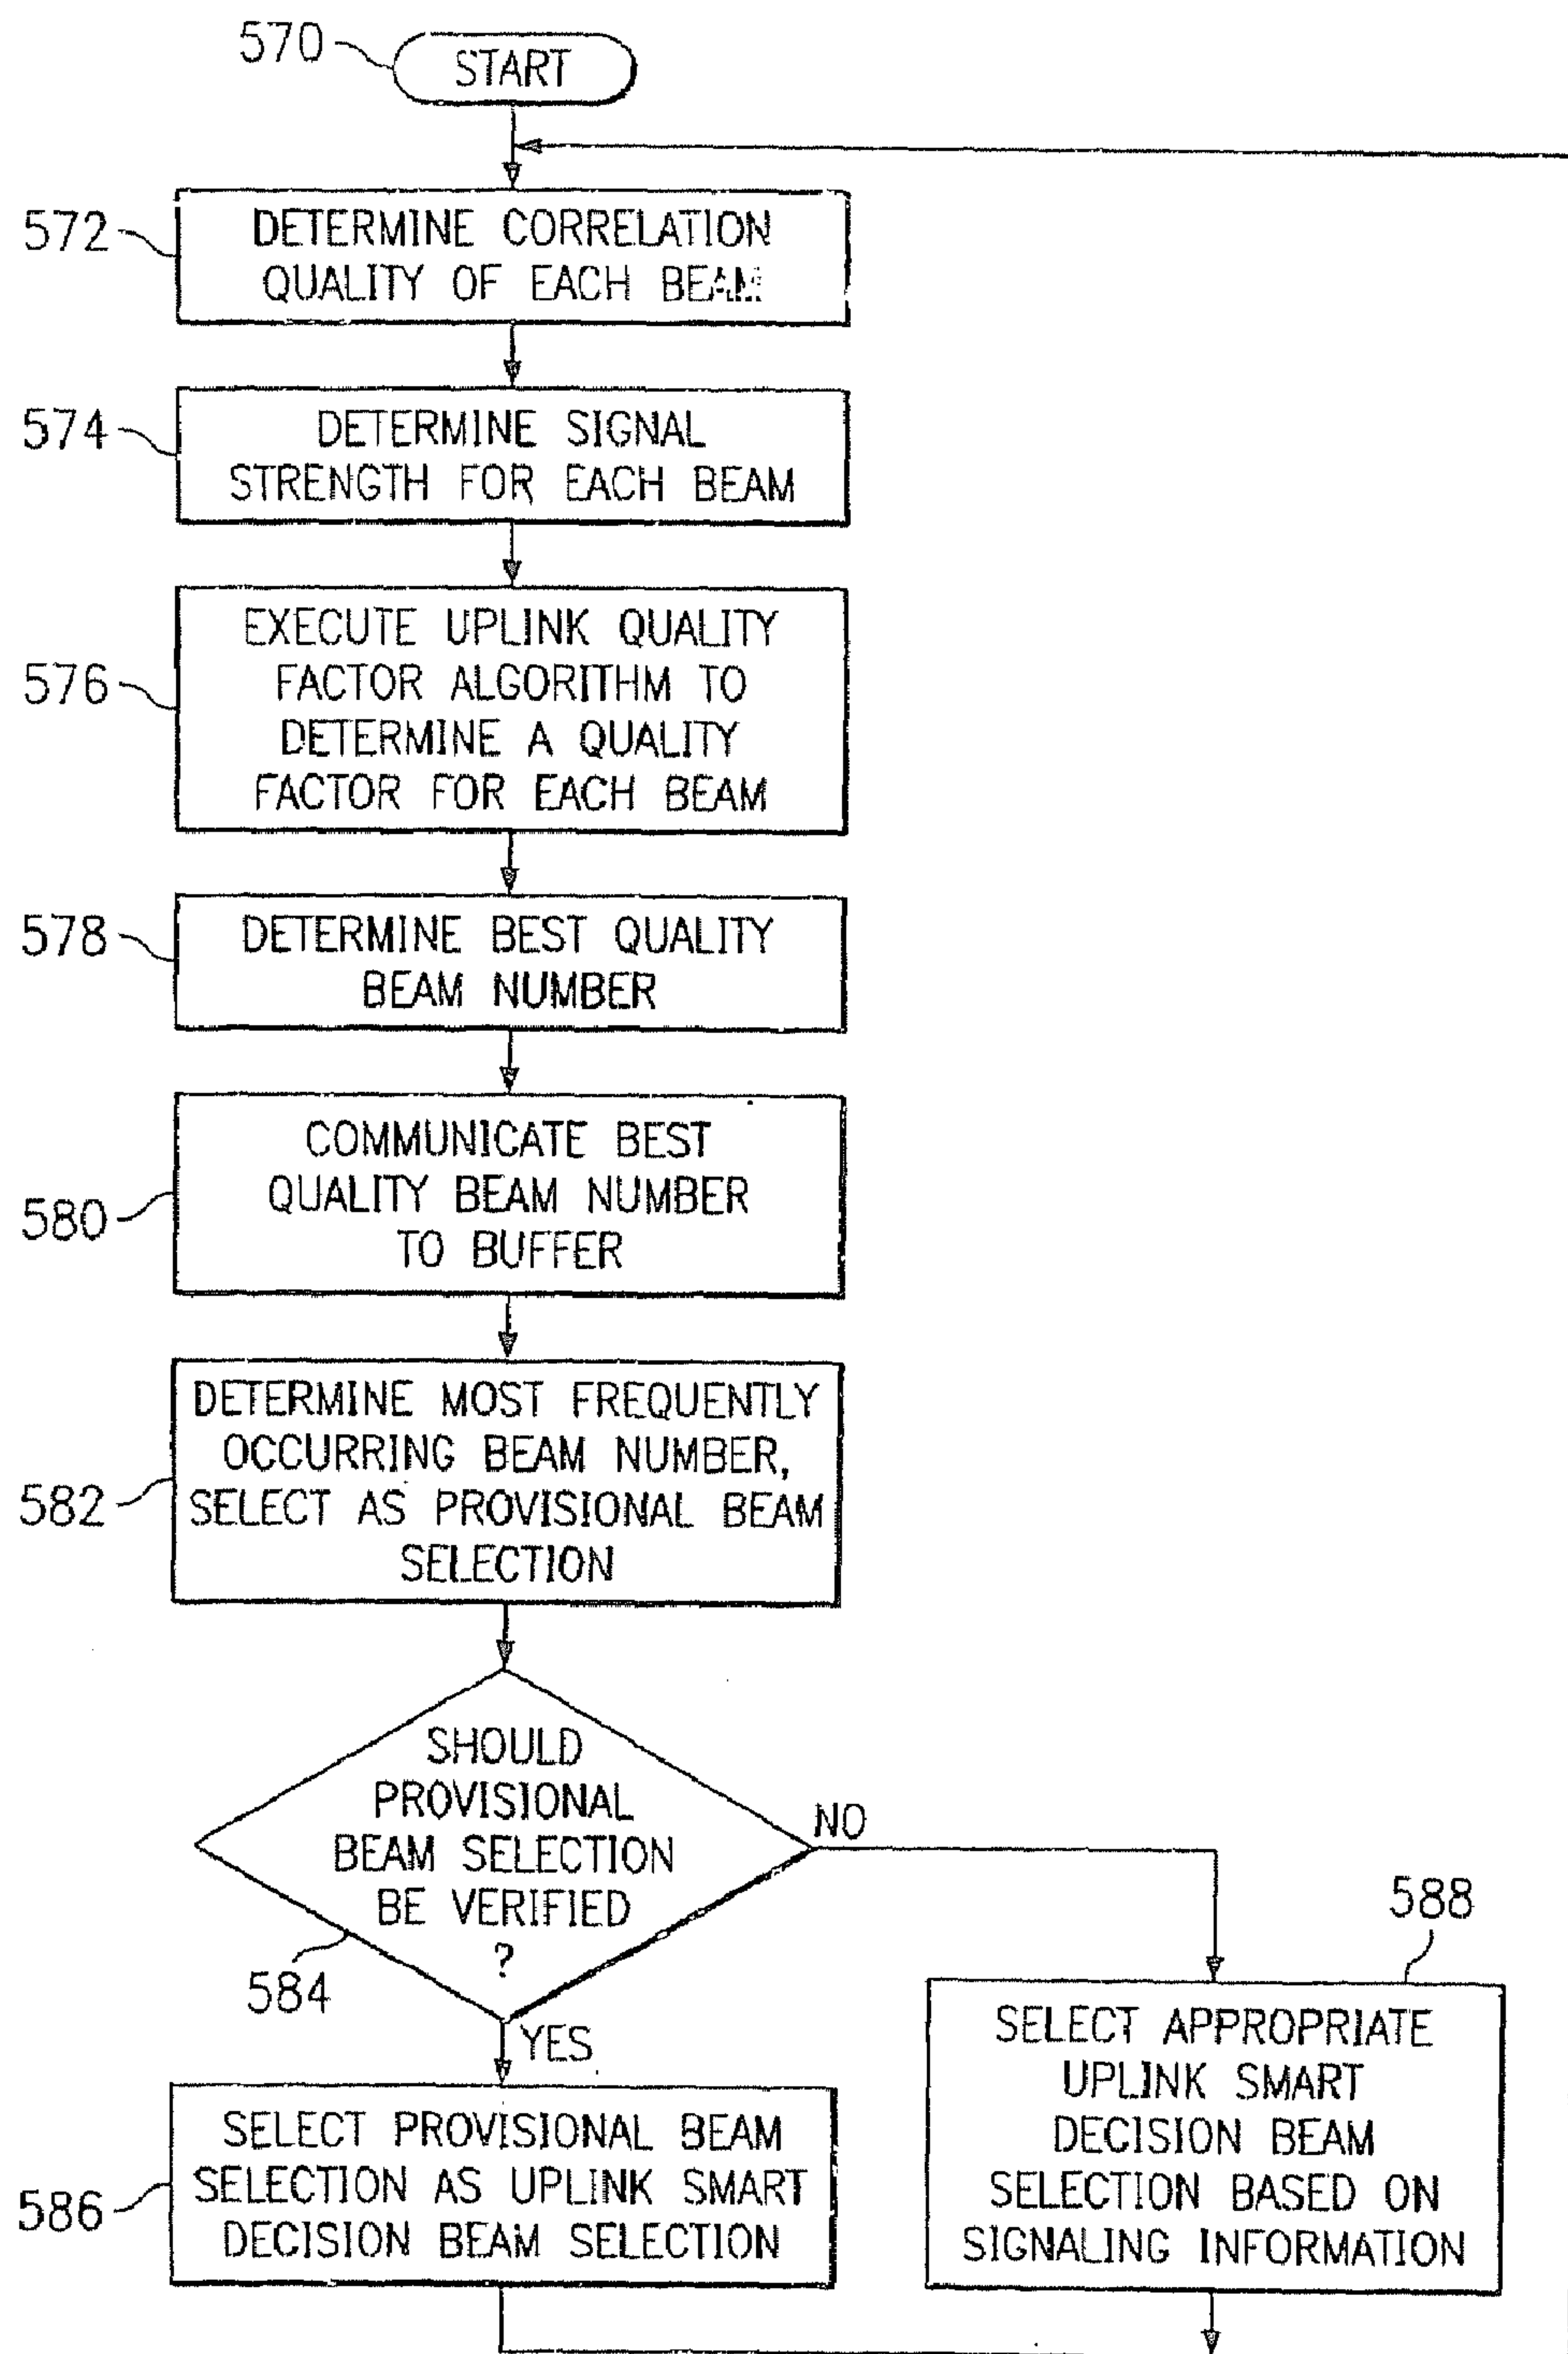 570
START
572
DETERMINE CORRELATION
QUALITY OF EACH BEAM
574
DETERMINE SIGNAL
STRENGTH FOR EACH BEAM
576
EXECUTE UPLINK QUALITY
FACTOR ALGORITHM TO
DETERMINE A QUALITY
FACTOR FOR EACH BEAM
578
DETERMINE BEST QUALITY
BEAM NUMBER
580
COMMUNICATE BEST
QUALITY BEAM NUMBER
TO BUFFER
582
DETERMINE MOST FREQUENTLY
OCCURRING BEAM NUMBER,
SELECT AS PROVISIONAL BEAM
SELECTION
SHOULD
PROVISIONAL
BEAM SELECTION
BE VERIFIED
?
584
NO
YES
586
SELECT PROVISIONAL BEAM
SELECTION AS UPLINK SMART
DECISION BEAM SELECTION
588
SELECT APPROPRIATE
UPLINK SMART
DECISION BEAM
SELECTION BASED ON
SIGNALING INFORMATION